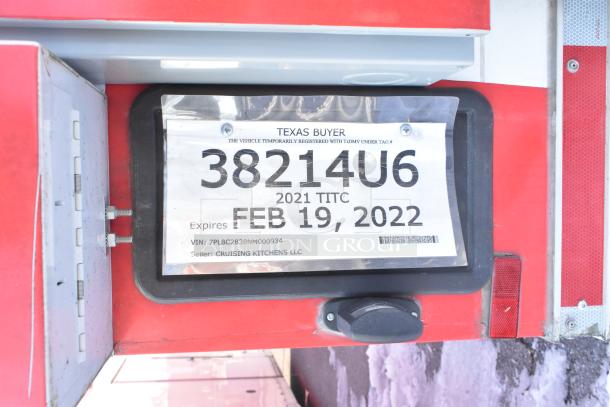 TEXAS BUYER
THE VEHICLE TEMPORARILY REGISTERED WITH TxDMV UNDER TAG #
38214U6
2021 TITC
Expires FEB 19, 2022
Seller: CRUISING KITCHENS LLC
GROUP